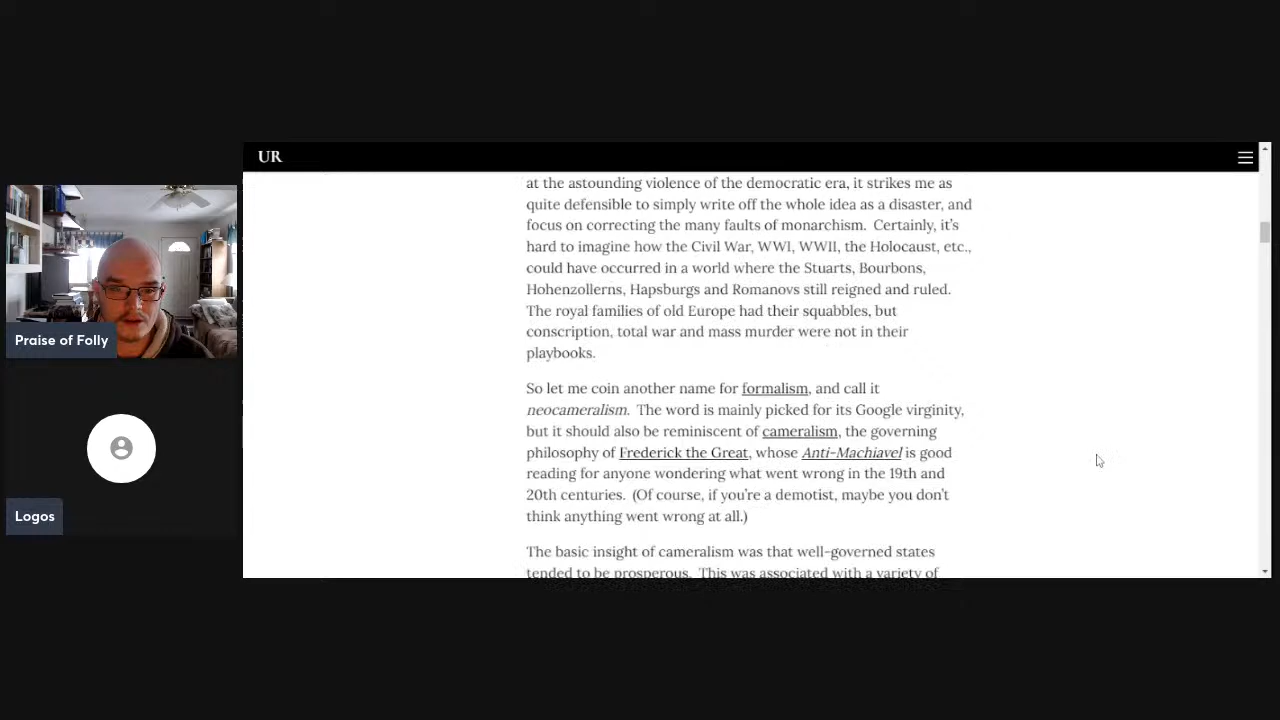 UR
at the astounding violence of the democratic era, it strikes me as
quite defensible to simply write off the whole idea as a disaster, and
focus on correcting the many faults of monarchism. Certainly, it's
hard to imagine how the Civil War, WWI, WWII, the Holocaust, etc.,
could have occurred in a world where the Stuarts, Bourbons,
Hohenzollerns, Hapsburgs and Romanovs still reigned and ruled.
The royal families of old Europe had their squabbles, but
conscription, total war and mass murder were not in their
playbooks.
So let me coin another name for formalism, and call it
neocameralism. The word is mainly picked for its Google virginity,
but it should also be reminiscent of cameralism, the governing
philosophy of Frederick the Great, whose Anti-Machiavel is good
reading for anyone wondering what went wrong in the 19th and
20th centuries. (Of course, if you're a demotist, maybe you don't
think anything went wrong at all.)
The basic insight of cameralism was that well-governed states
tended to be prosperous. This was associated with a variety of
Praise of Folly
Logos